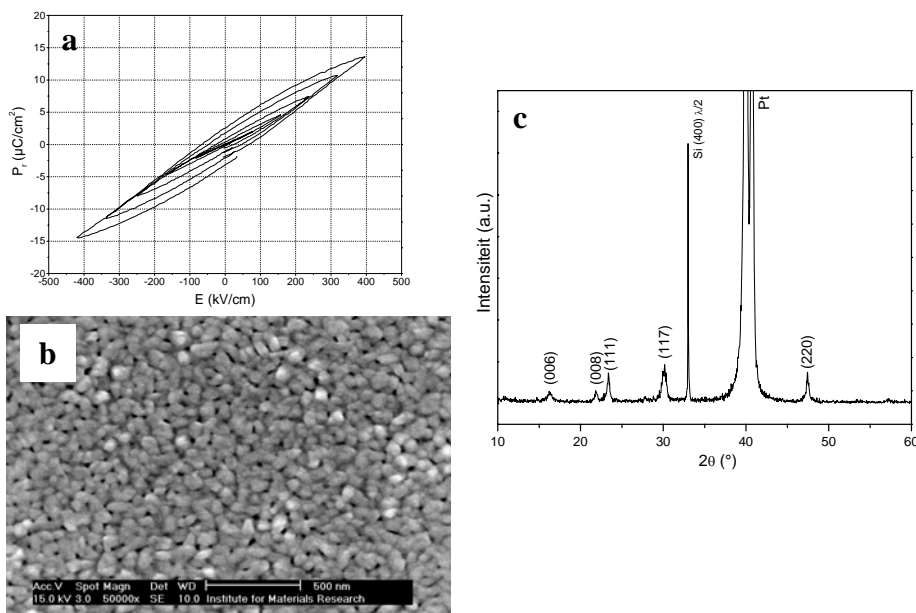 a
20
15
10
5
0
-5
-10
-15
-20
P_r (µC/cm²)
-500 -400 -300 -200 -100 0 100 200 300 400 500
E (kV/cm)
b
Acc.V Spot Magn Det WD 500 nm
15.0 kV 3.0 50000x SE 10.0 Institute for Materials Research
c
Intensiteit (a.u.)
(006)
(008)
(111)
(117)
Si (400) λ/2
Pt
(220)
10 20 30 40 50 60
2θ (°)